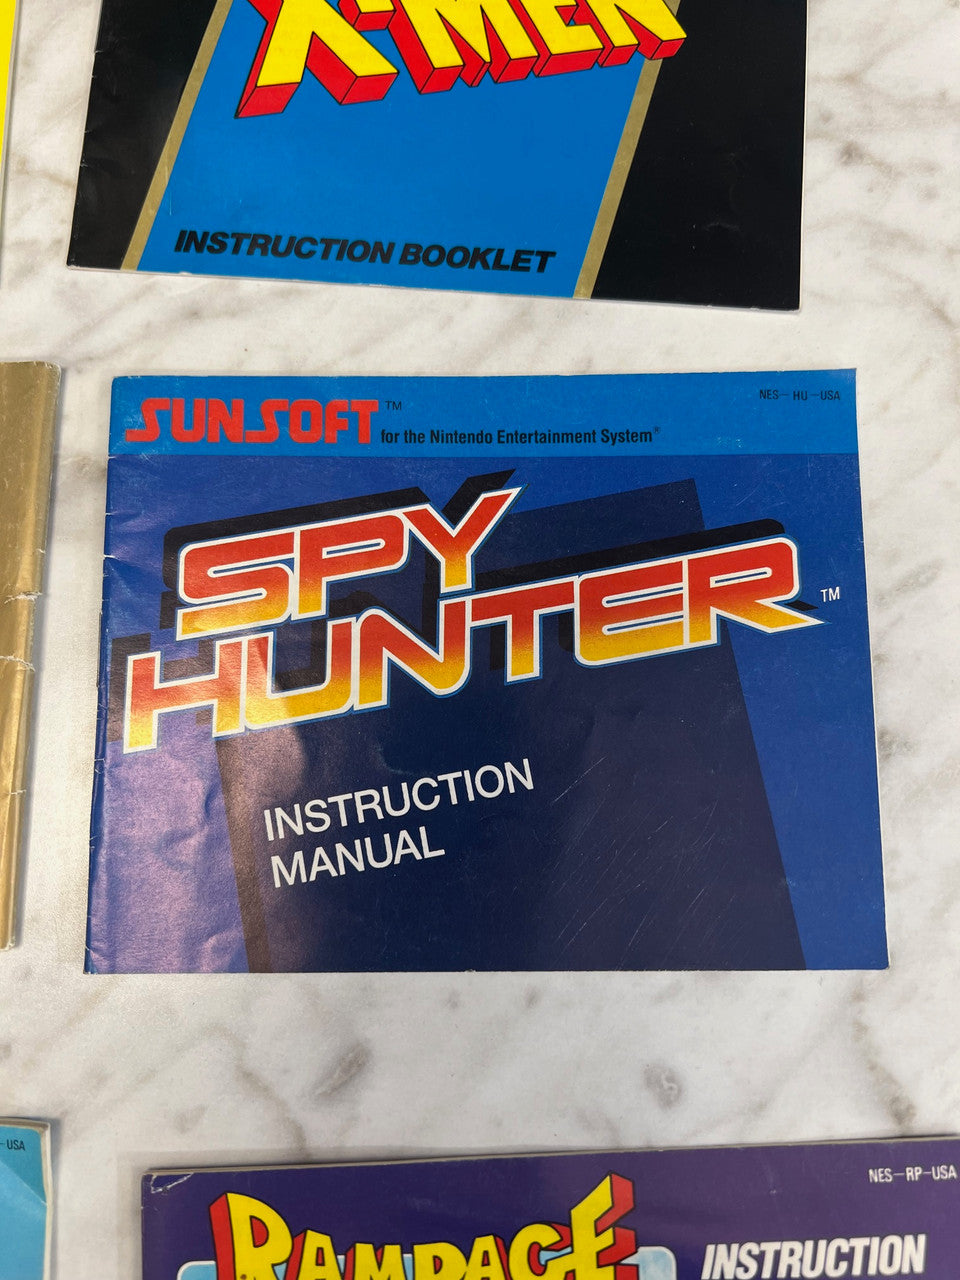 X-MEN
INSTRUCTION BOOKLET
SUNSOFT™
for the Nintendo Entertainment System®
NES-HU-USA
SPY
HUNTER™
INSTRUCTION
MANUAL
-USA
NES-RP-USA
RAMPAGE
INSTRUCTION